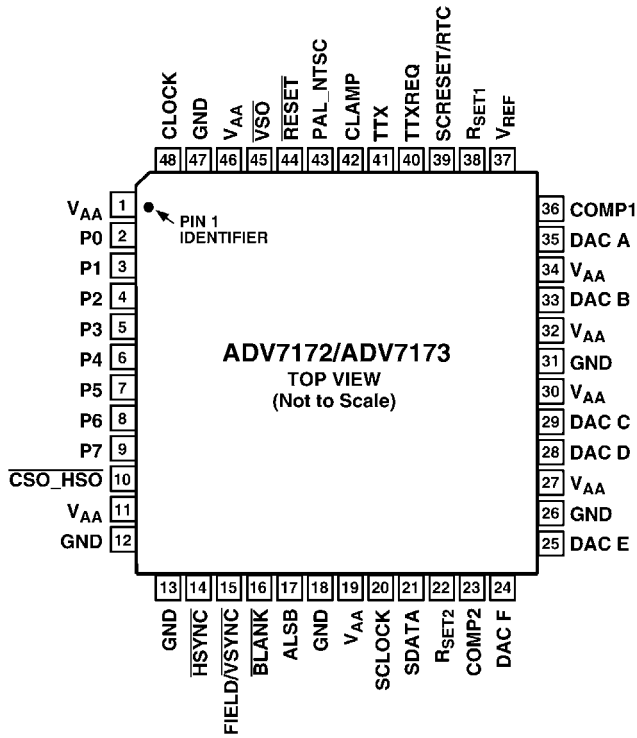 CLOCK
GND
VAA
VSO
RESET
PAL_NTSC
CLAMP
TTX
TTXREQ
SCRESET/RTC
RSET1
VREF
48 47 46 45 44 43 42 41 40 39 38 37
VAA 1
P0 2
P1 3
P2 4
P3 5
P4 6
P5 7
P6 8
P7 9
CSO_HSO 10
VAA 11
GND 12
PIN 1
IDENTIFIER
ADV7172/ADV7173
TOP VIEW
(Not to Scale)
36 COMP1
35 DAC A
34 VAA
33 DAC B
32 VAA
31 GND
30 VAA
29 DAC C
28 DAC D
27 VAA
26 GND
25 DAC E
13 14 15 16 17 18 19 20 21 22 23 24
GND
HSYNC
FIELD/VSYNC
BLANK
ALSB
GND
VAA
SCLOCK
SDATA
RSET2
COMP2
DAC F